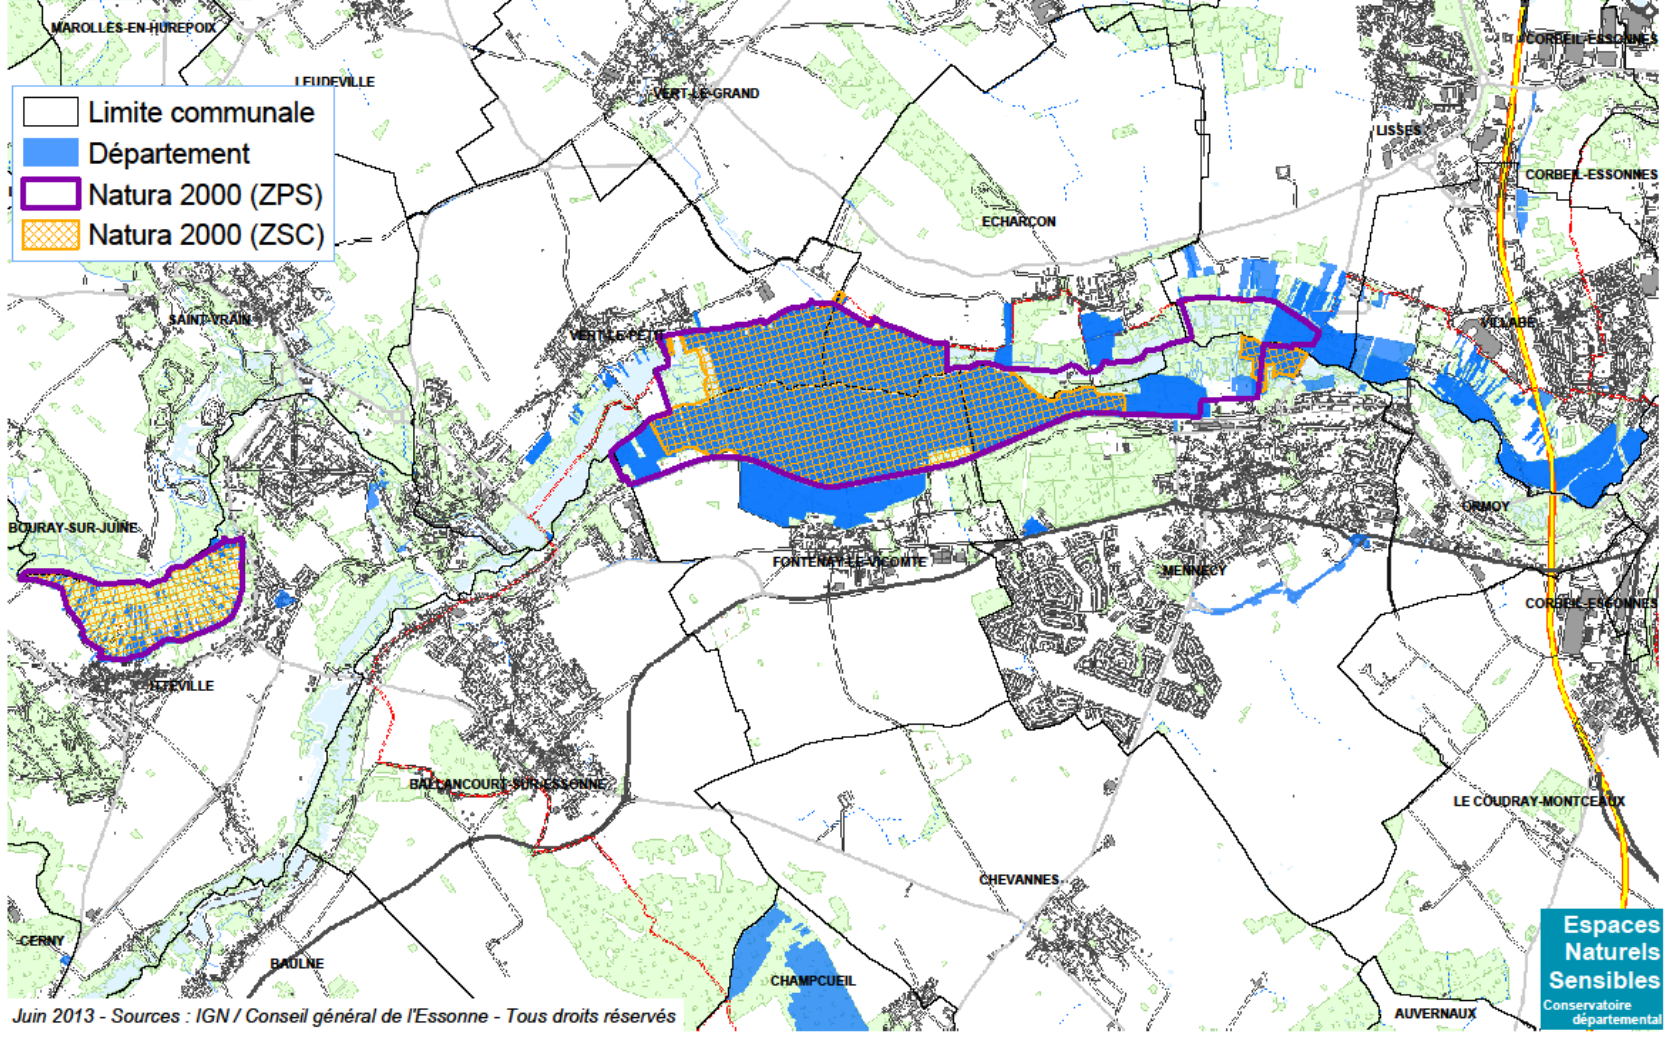 MAROLLES-EN-HUREPOIX
LEUDEVILLE
VERT-LE-GRAND
CORBEIL-ESSONNES
Limite communale
Département
Natura 2000 (ZPS)
Natura 2000 (ZSC)
LISSES
CORBEIL-ESSONNES
ECHARCON
SAINT-VRAIN
VERT-LE-PETIT
VILLABE
BOURAY-SUR-JUINE
ORMOY
FONTENAY-LE-VICOMTE
MENNECY
CORBEIL-ESSONNES
ITTEVILLE
BALLANCOURT-SUR-ESSONNE
LE COUDRAY-MONTCEAUX
CHEVANNES
CERNY
BAULNE
CHAMPCUEIL
AUVERNAUX
Espaces
Naturels
Sensibles
Conservatoire
départemental
Juin 2013 - Sources : IGN / Conseil général de l'Essonne - Tous droits réservés